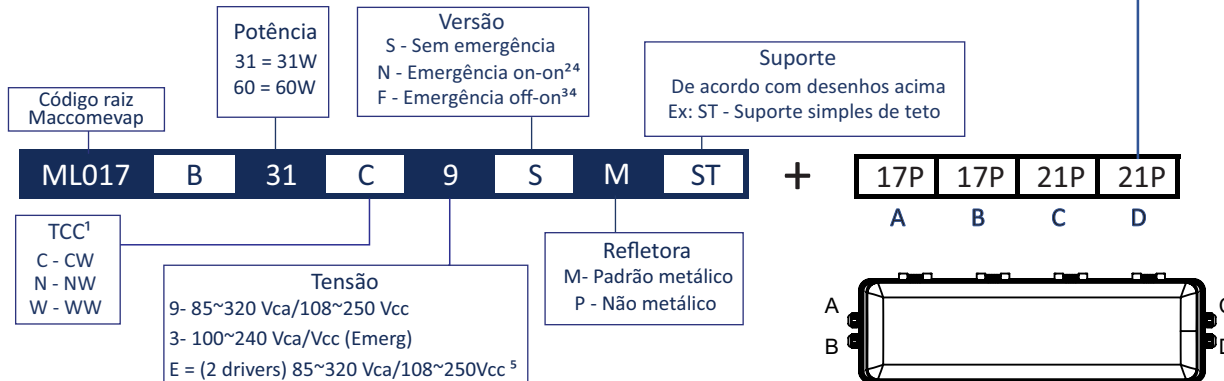 Potência
31 = 31W
60 = 60W
Versão
S - Sem emergência
N - Emergência on-on²⁴
F - Emergência off-on³⁴
Suporte
De acordo com desenhos acima
Ex: ST - Suporte simples de teto
Código raiz
Maccomevap
ML017 B 31 C 9 S M ST + 17P 17P 21P 21P
A B C D
TCC¹
C - CW
N - NW
W - WW
Tensão
9- 85~320 Vca/108~250 Vcc
3- 100~240 Vca/Vcc (Emerg)
E = (2 drivers) 85~320 Vca/108~250Vcc ⁵
Refletora
M- Padrão metálico
P - Não metálico
A
B
C
D